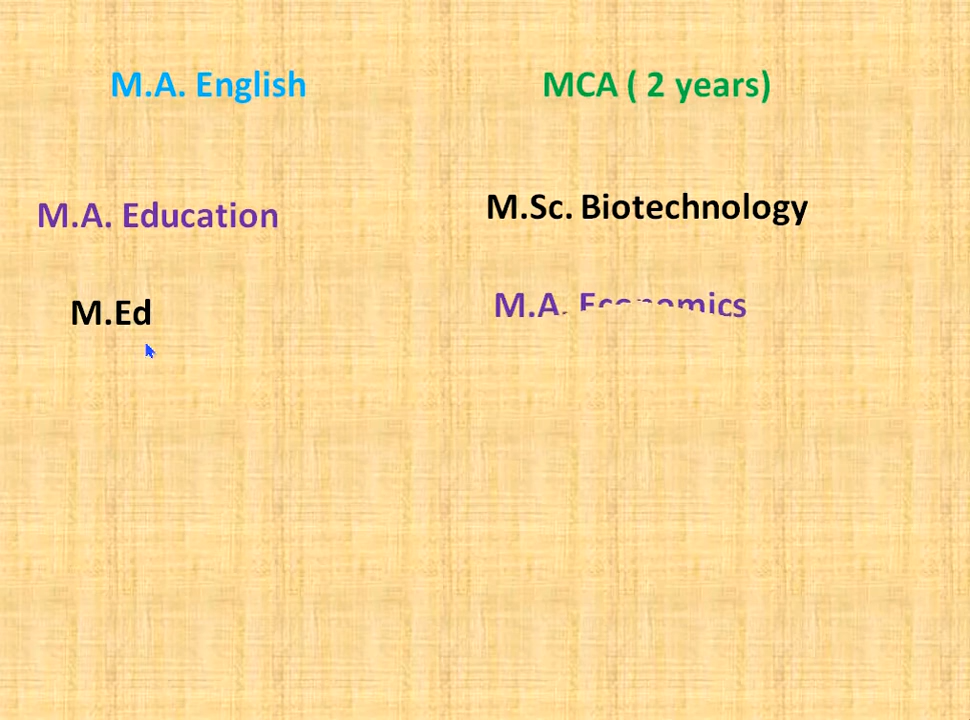 M.A. English
MCA ( 2 years)
M.A. Education
M.Sc. Biotechnology
M.Ed
M.A. Economics